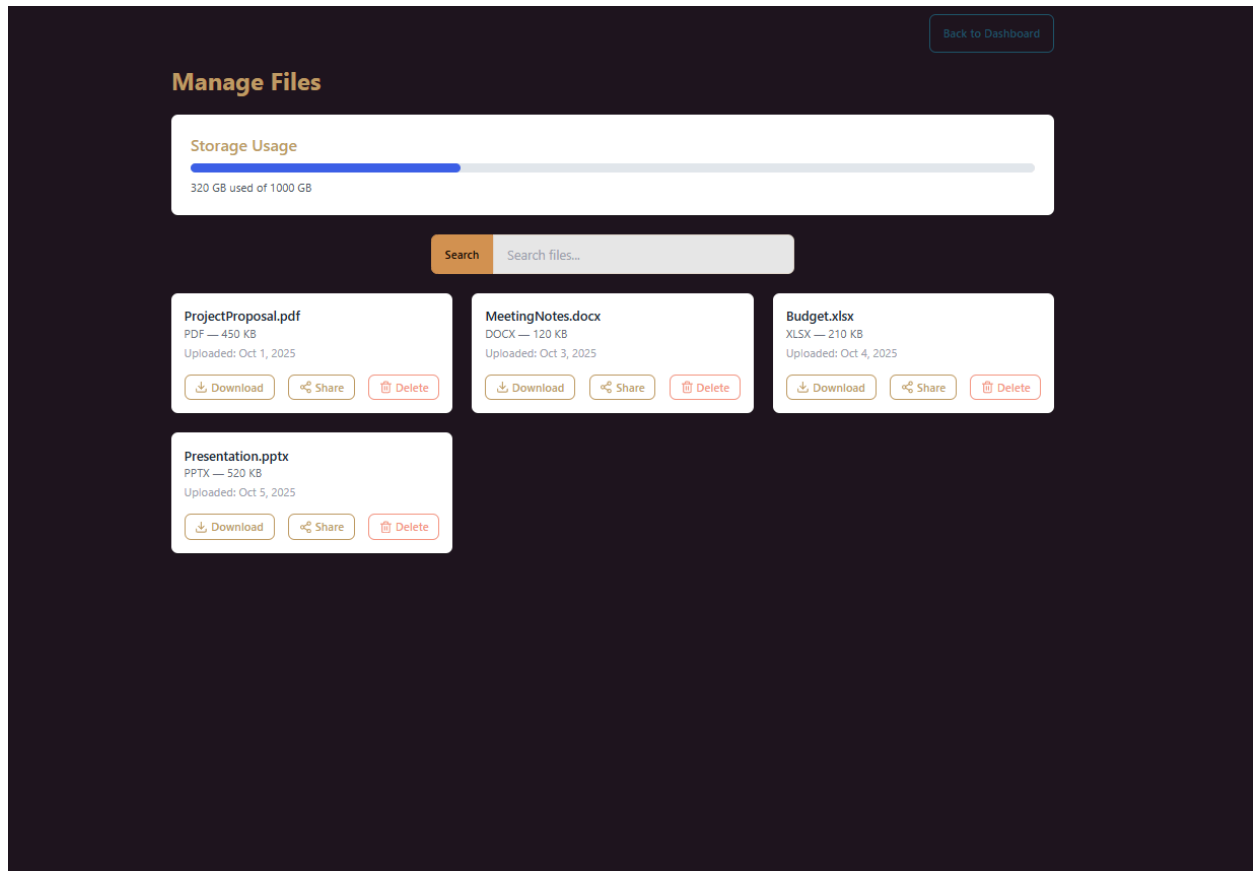 Back to Dashboard
Manage Files
Storage Usage
320 GB used of 1000 GB
Search
Search files...
ProjectProposal.pdf
PDF — 450 KB
Uploaded: Oct 1, 2025
Download
Share
Delete
MeetingNotes.docx
DOCX — 120 KB
Uploaded: Oct 3, 2025
Download
Share
Delete
Budget.xlsx
XLSX — 210 KB
Uploaded: Oct 4, 2025
Download
Share
Delete
Presentation.pptx
PPTX — 520 KB
Uploaded: Oct 5, 2025
Download
Share
Delete